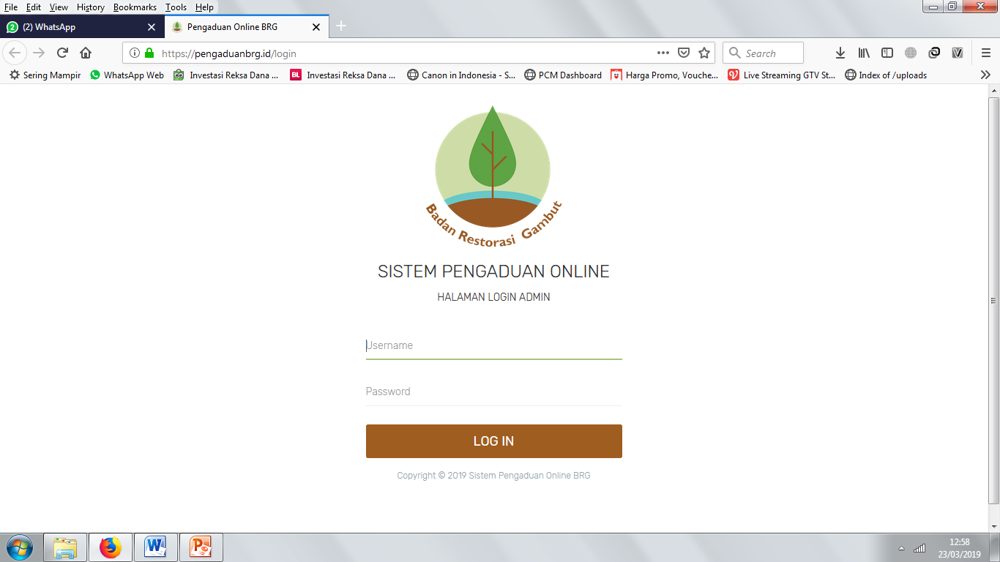 File Edit View History Bookmarks Tools Help
(2) WhatsApp
Pengaduan Online BRG
https://pengaduanbrg.id/login
Search
Sering Mampir
WhatsApp Web
Investasi Reksa Dana ...
BL
Investasi Reksa Dana ...
Canon in Indonesia - S...
PCM Dashboard
Harga Promo, Vouche...
Live Streaming GTV St...
Index of /uploads
Badan Restorasi Gambut
SISTEM PENGADUAN ONLINE
HALAMAN LOGIN ADMIN
Username
Password
LOG IN
Copyright © 2019 Sistem Pengaduan Online BRG
12:58
23/03/2019